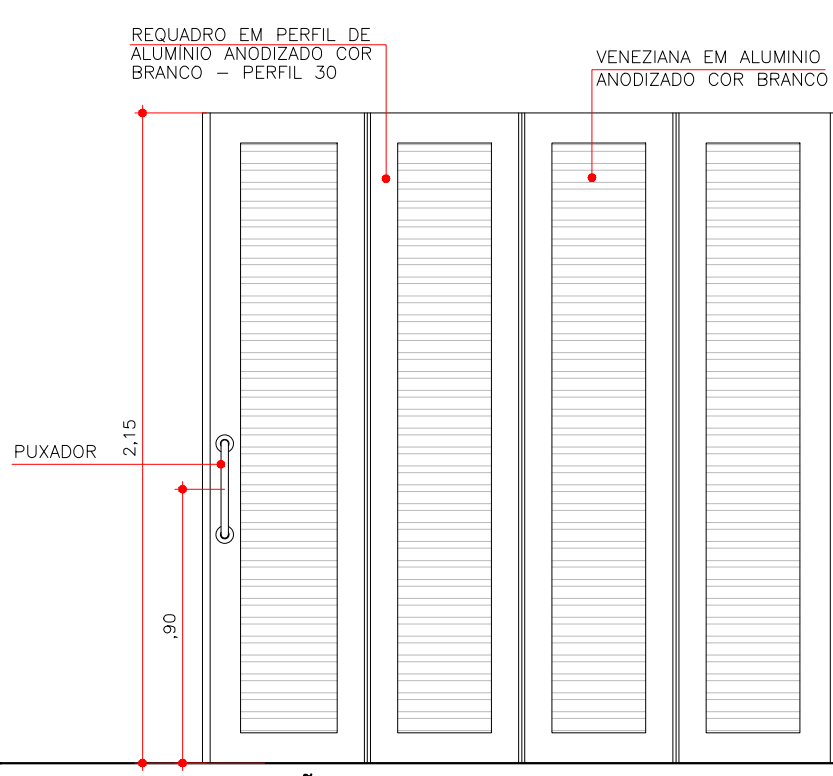 REQUADRO EM PERFIL DE
ALUMÍNIO ANODIZADO COR
BRANCO – PERFIL 30
VENEZIANA EM ALUMINIO
ANODIZADO COR BRANCO
2,15
PUXADOR
,90